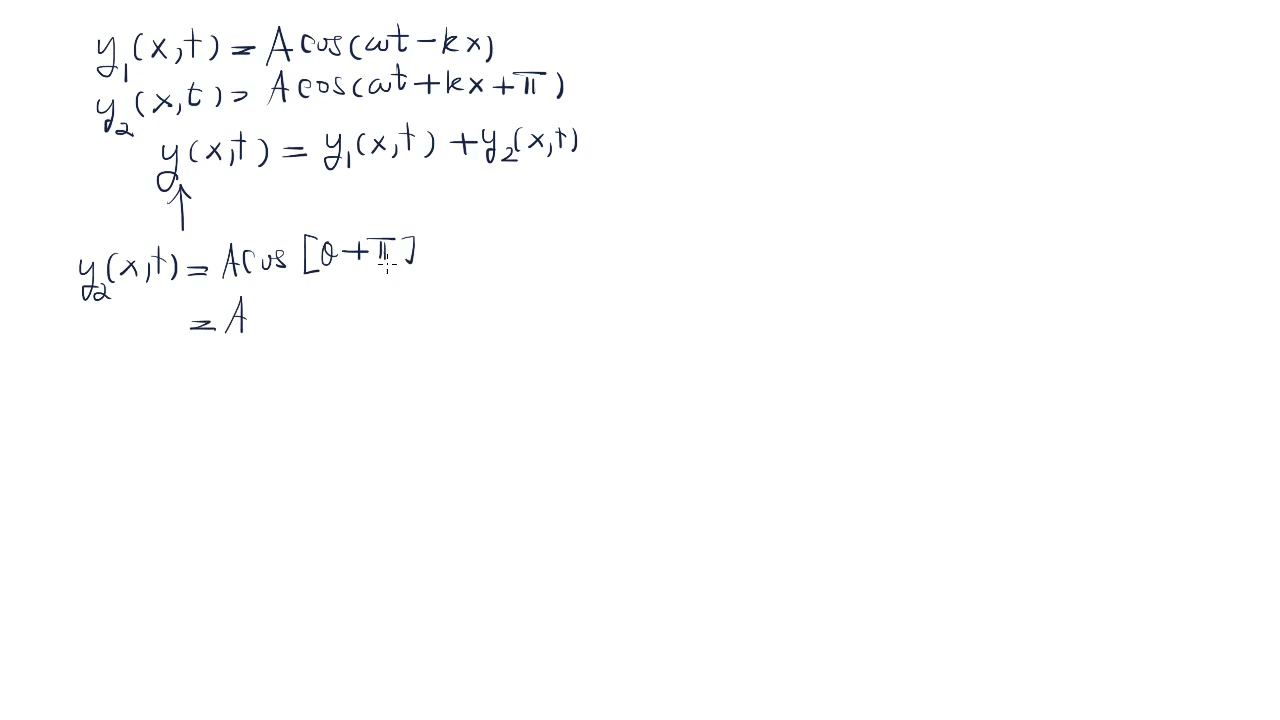 y₁(x,t) = A cos(ωt − kx)
y₂(x,t) = A cos(ωt + kx + π)
y(x,t) = y₁(x,t) + y₂(x,t)
↑
y₂(x,t) = A cos [θ + π]
= A